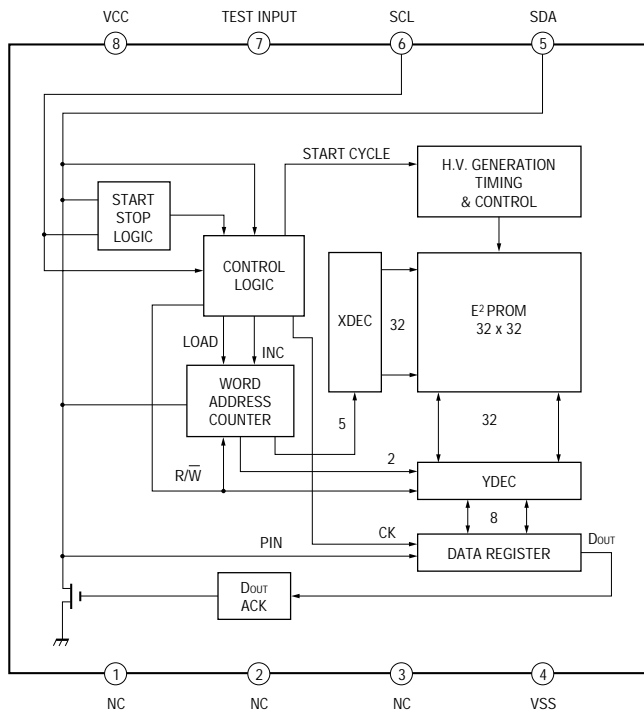 VCC
TEST INPUT
SCL
SDA
8
7
6
5
START CYCLE
H.V. GENERATION
TIMING
& CONTROL
START
STOP
LOGIC
CONTROL
LOGIC
XDEC
32
E² PROM
32 x 32
LOAD
INC
WORD
ADDRESS
COUNTER
5
32
2
R/W̅
YDEC
8
CK
DOUT
PIN
DATA REGISTER
DOUT
ACK
1
2
3
4
NC
NC
NC
VSS